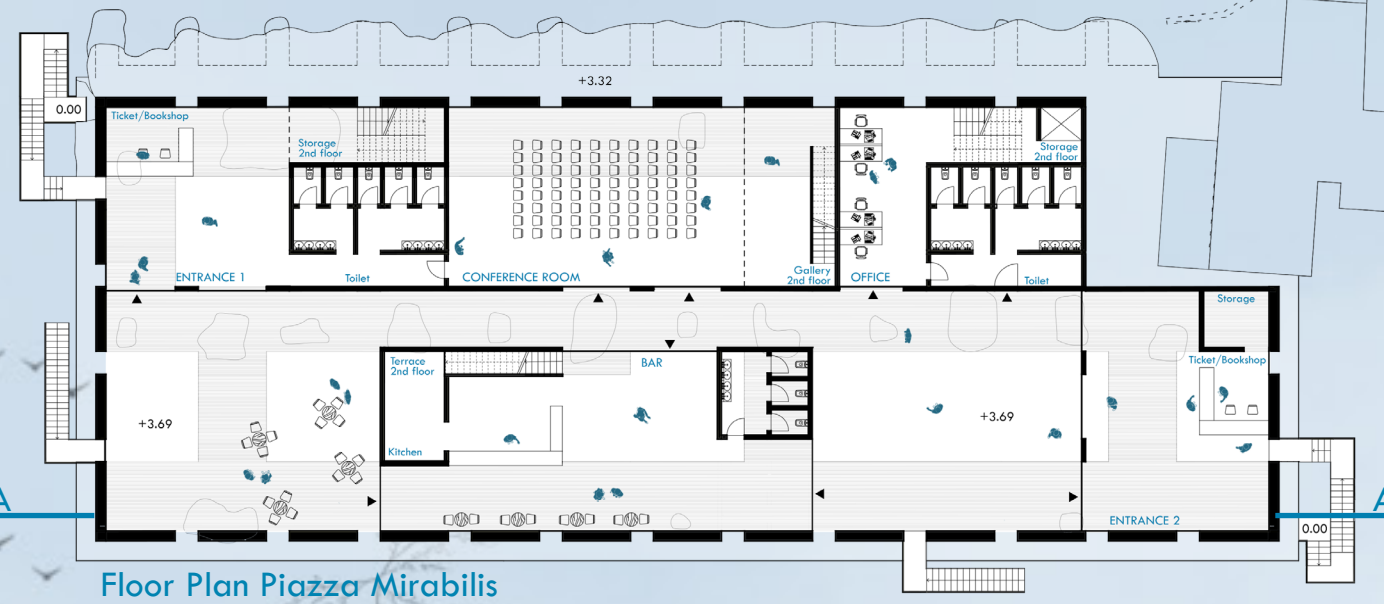 +3.32
0.00
Ticket/Bookshop
Storage
2nd floor
Storage
2nd floor
ENTRANCE 1
Toilet
CONFERENCE ROOM
Gallery
2nd floor
OFFICE
Toilet
Storage
Terrace
2nd floor
BAR
Ticket/Bookshop
+3.69
+3.69
Kitchen
A
A
ENTRANCE 2
0.00
Floor Plan Piazza Mirabilis